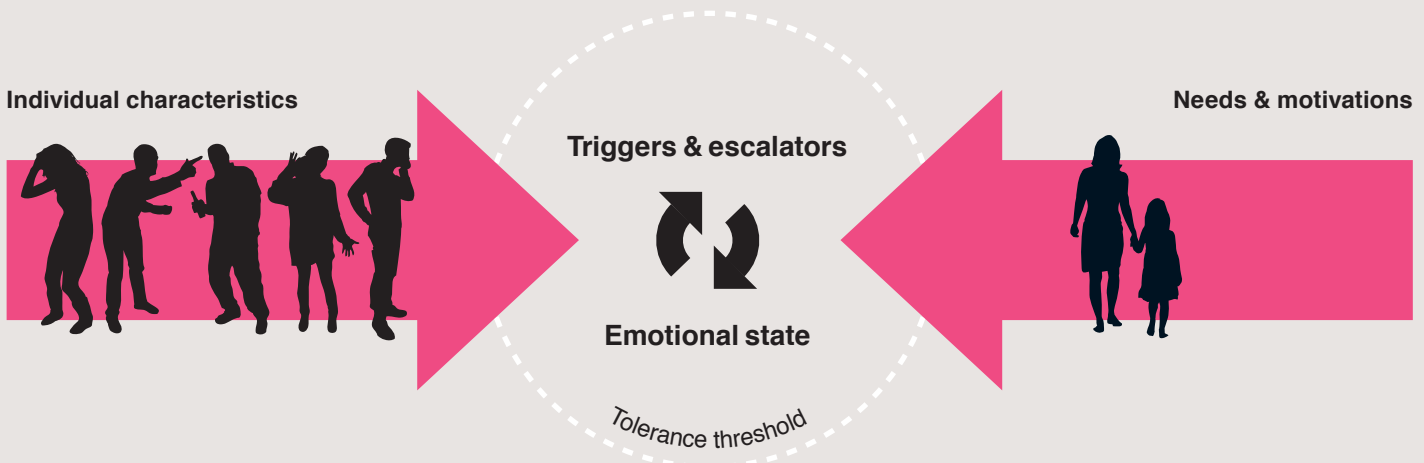 Individual characteristics
Needs & motivations
Triggers & escalators
Emotional state
Tolerance threshold